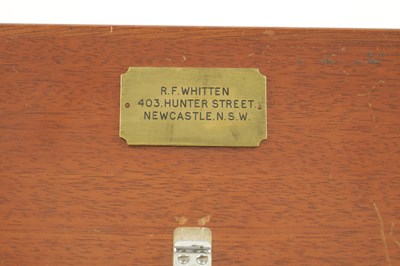 R.F.WHITTEN
403.HUNTER STREET.
NEWCASTLE.N.S.W.